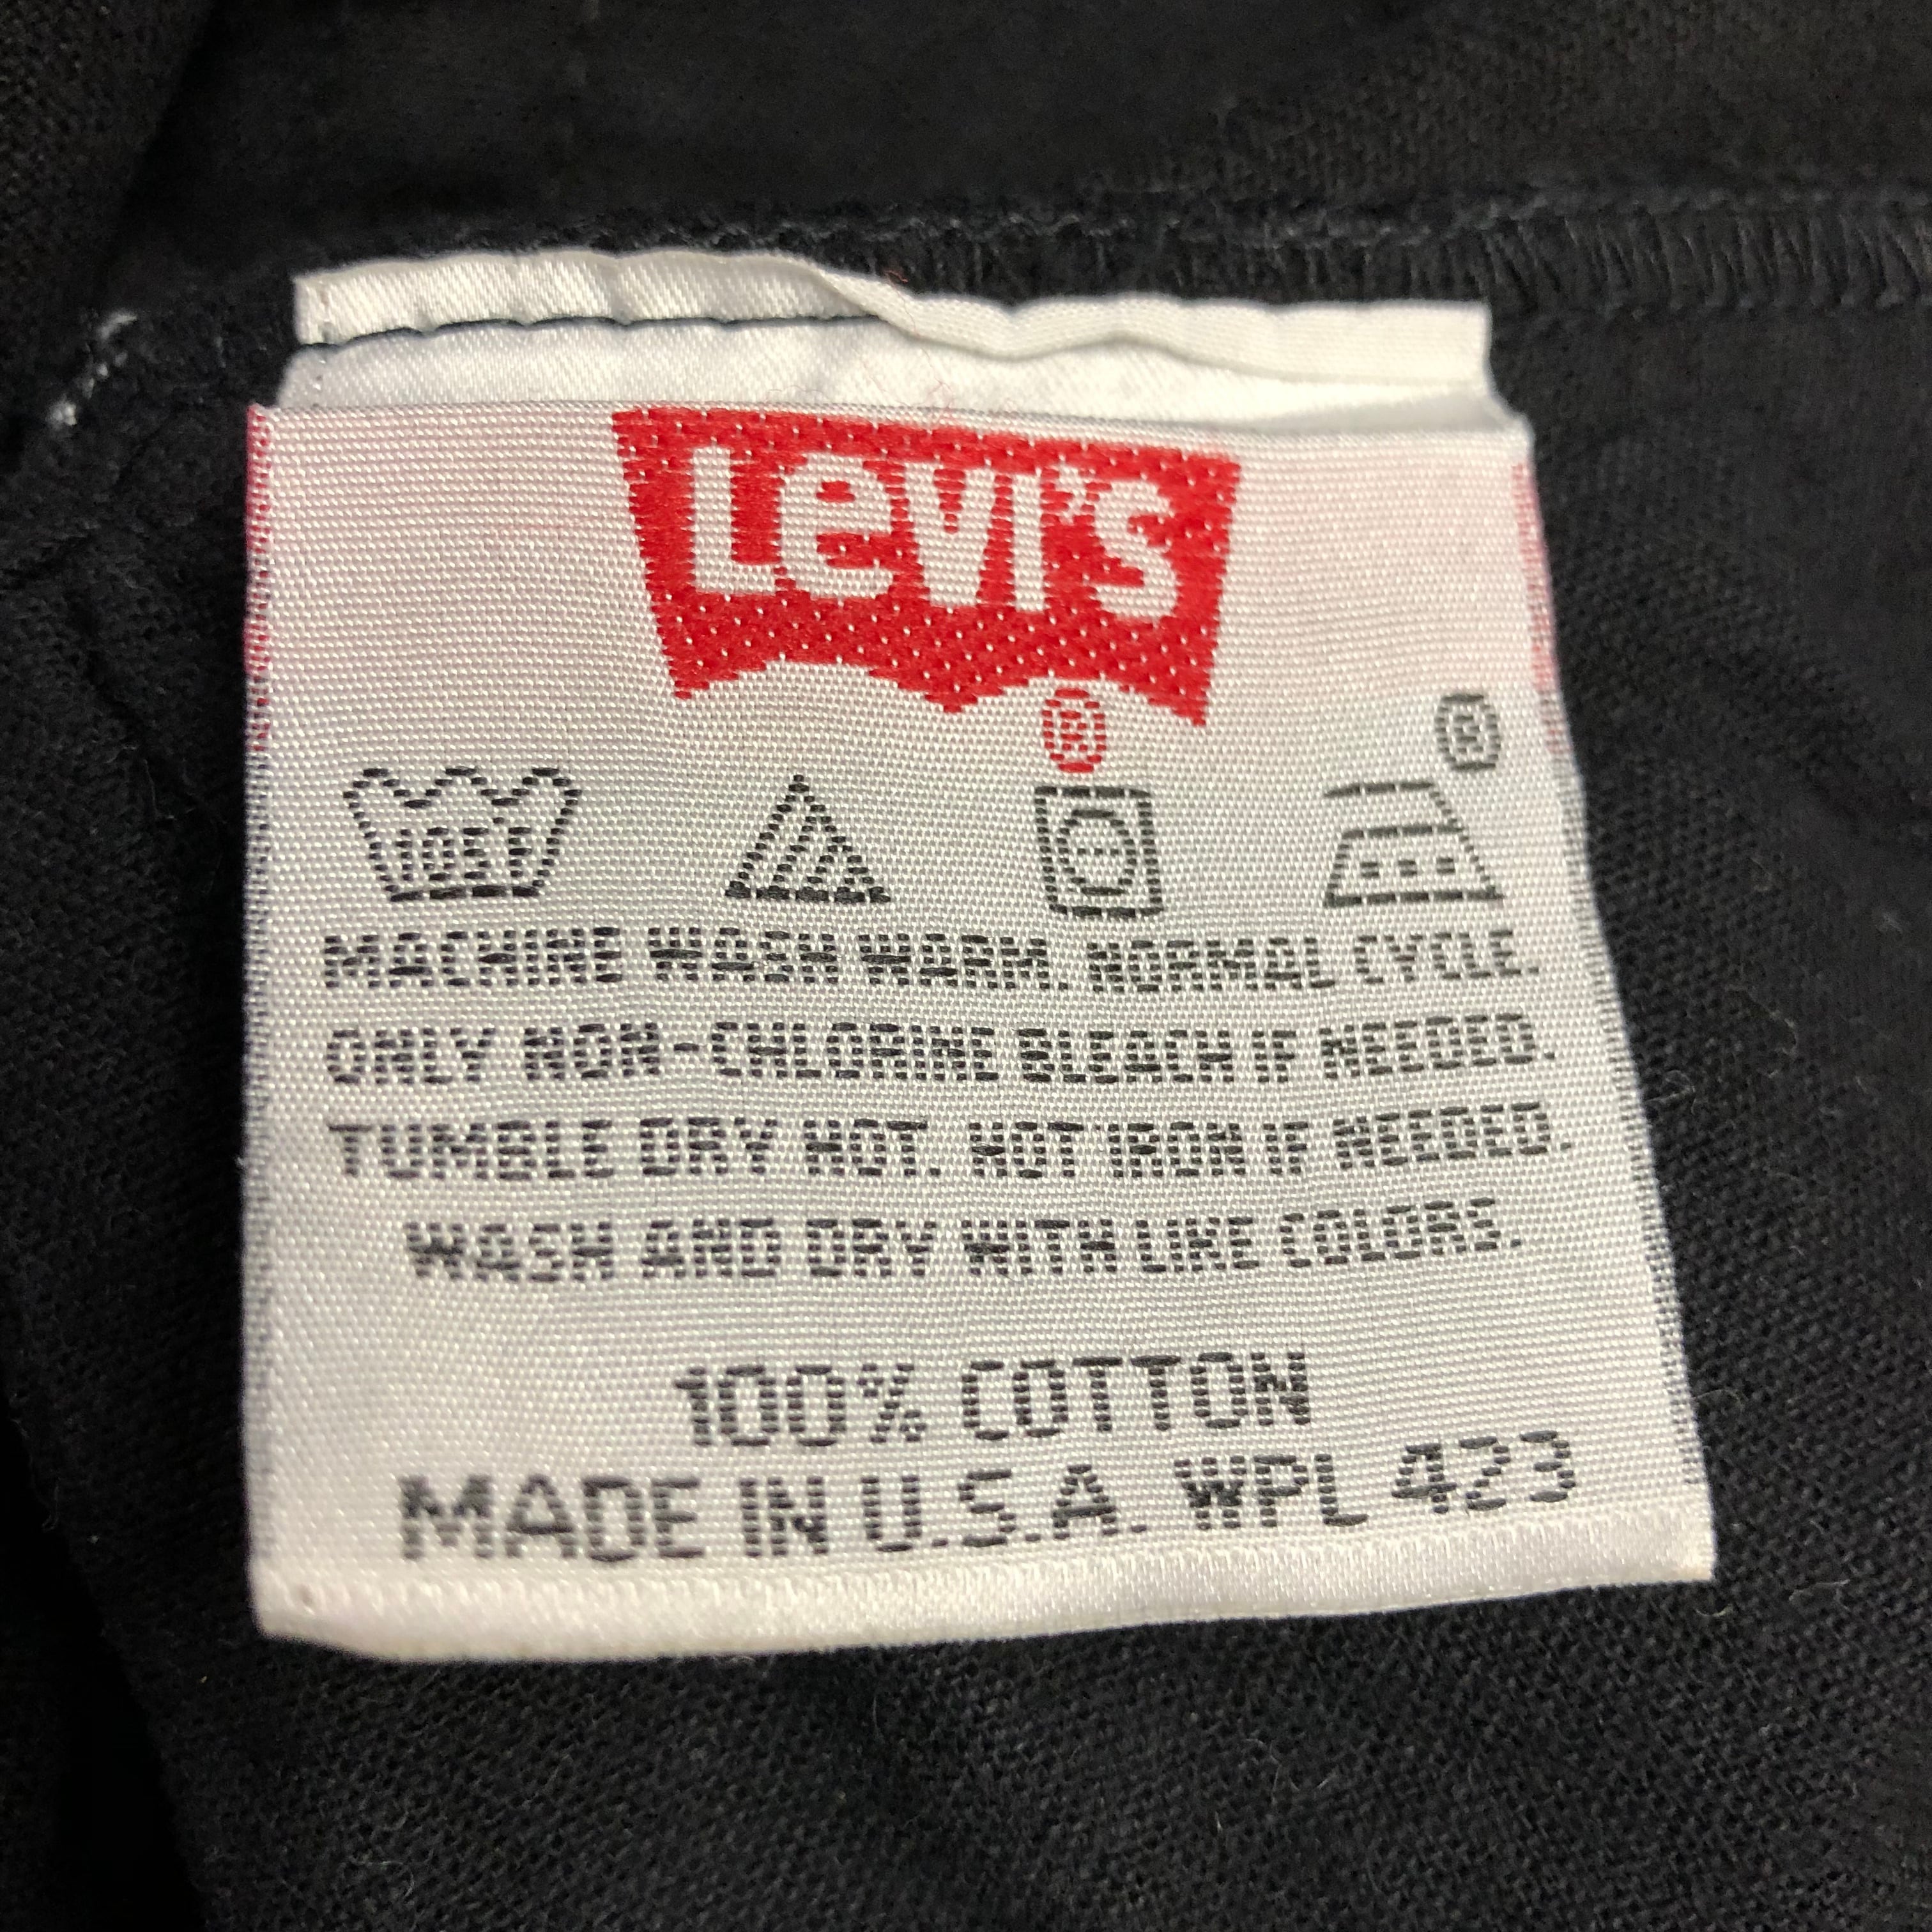 Levi's
®
®
105°F
MACHINE WASH WARM. NORMAL CYCLE.
ONLY NON-CHLORINE BLEACH IF NEEDED.
TUMBLE DRY HOT. HOT IRON IF NEEDED.
WASH AND DRY WITH LIKE COLORS.
100% COTTON
MADE IN U.S.A. WPL 423